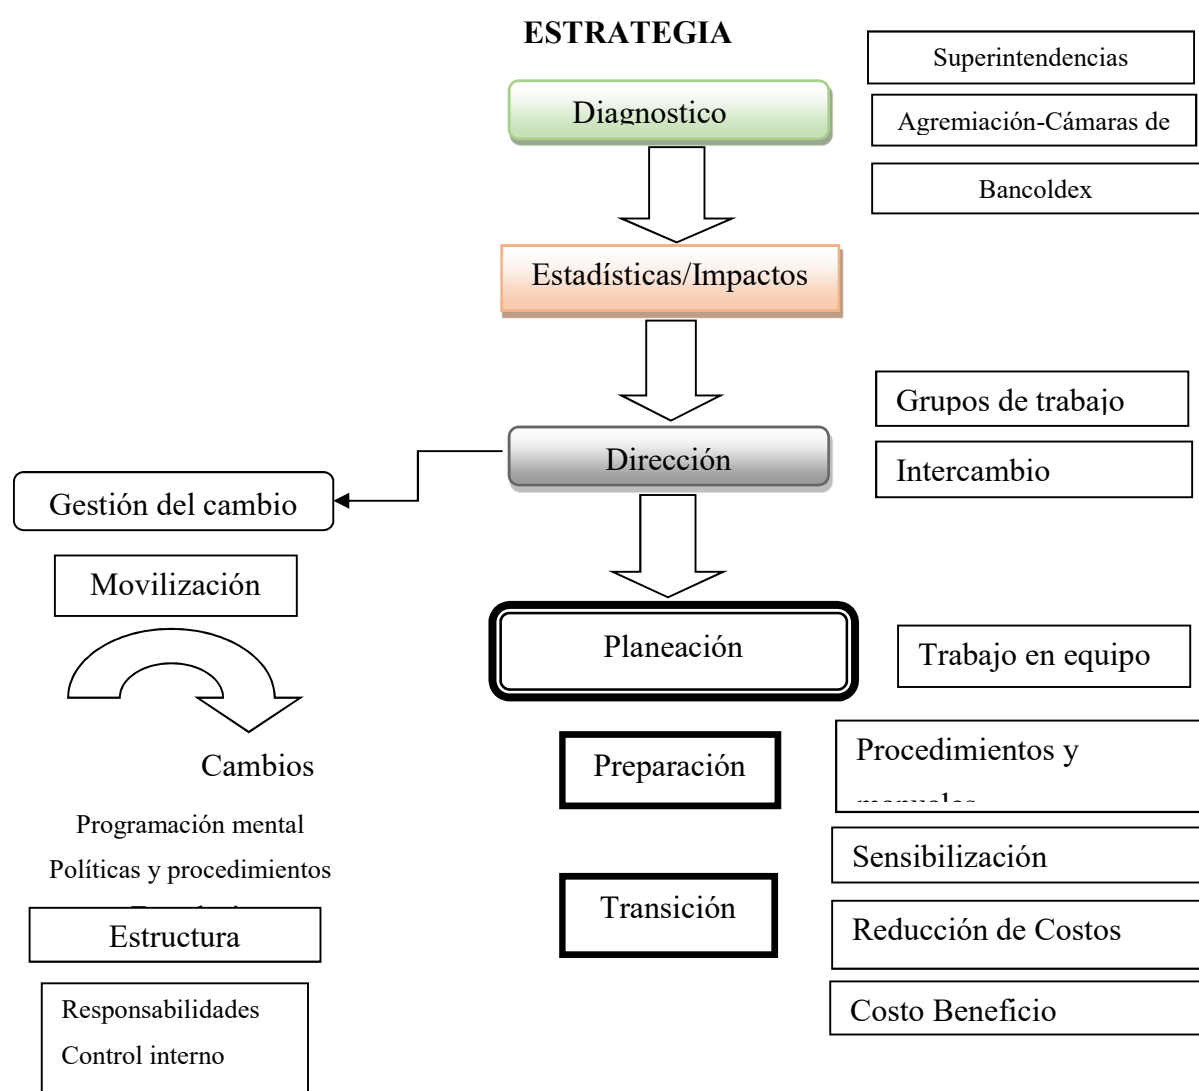 ESTRATEGIA
Superintendencias
Diagnostico
Agremiación-Cámaras de
Bancoldex
Estadísticas/Impactos
Grupos de trabajo
Dirección
Intercambio
Gestión del cambio
Movilización
Planeación
Trabajo en equipo
Cambios
Preparación
Procedimientos y
manuales
Programación mental
Políticas y procedimientos
Sensibilización
Transición
Estructura
Reducción de Costos
Responsabilidades
Control interno
Costo Beneficio